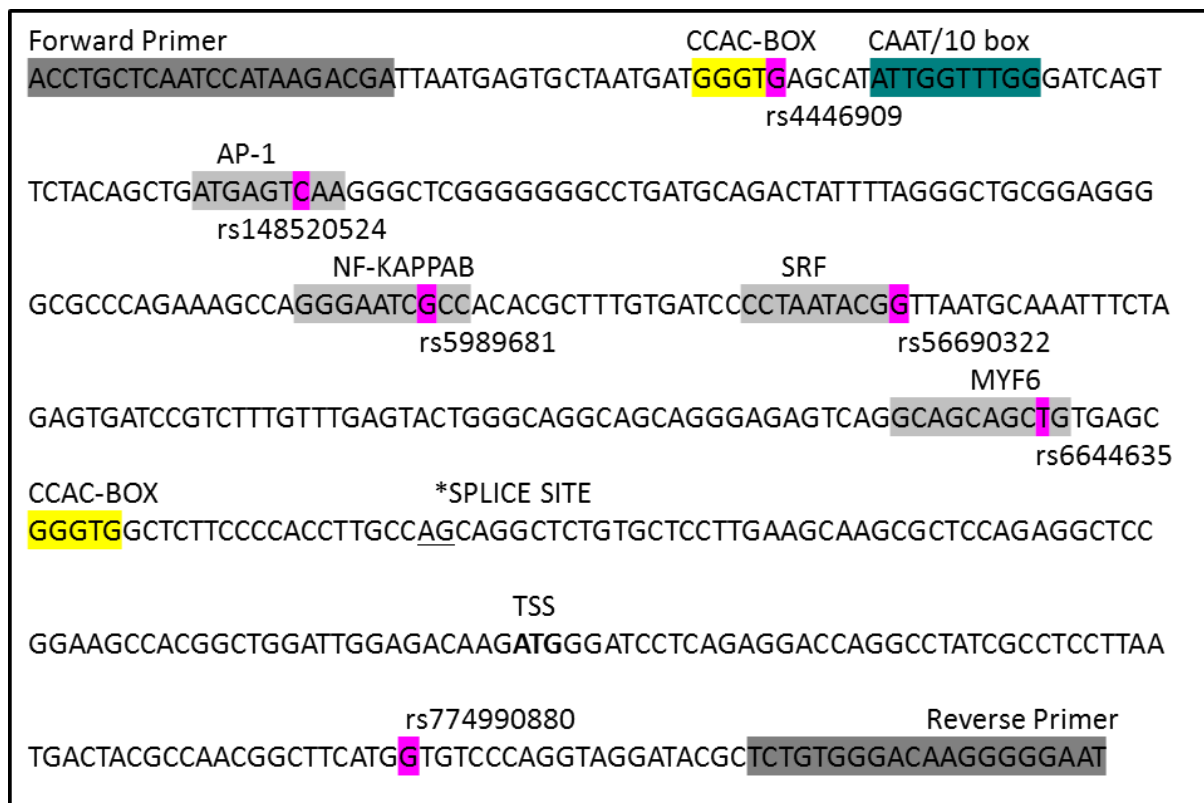 Forward Primer CCAC-BOX CAAT/10 box
ACCTGCTCAATCCATAAGACGATTAATGAGTGCTAATGATGGGTGAGCATATTGGTTTGGGATCAGT
rs4446909
AP-1
TCTACAGCTGATGAGTCAAGGGCTCGGGGGGGCCTGATGCAGACTATTTTAGGGCTGCGGAGGG
rs148520524
NF-KAPPAB SRF
GCGCCCAGAAAGCCAGGGAATCGCCACACGCTTTGTGATCCCCTAATACGGTTAATGCAAATTTCTA
rs5989681 rs56690322
MYF6
GAGTGATCCGTCTTTGTTTGAGTACTGGGCAGGCAGCAGGGAGAGTCAGGCAGCAGCTGTGAGC
rs6644635
CCAC-BOX *SPLICE SITE
GGGTGGCTCTTCCCCACCTTGCCAGCAGGCTCTGTGCTCCTTGAAGCAAGCGCTCCAGAGGCTCC
TSS
GGAAGCCACGGCTGGATTGGAGACAAGATGGGATCCTCAGAGGACCAGGCCTATCGCCTCCTTAA
rs774990880 Reverse Primer
TGACTACGCCAACGGCTTCATGGTGTCCCAGGTAGGATACGCTCTGTGGGACAAGGGGGAAT